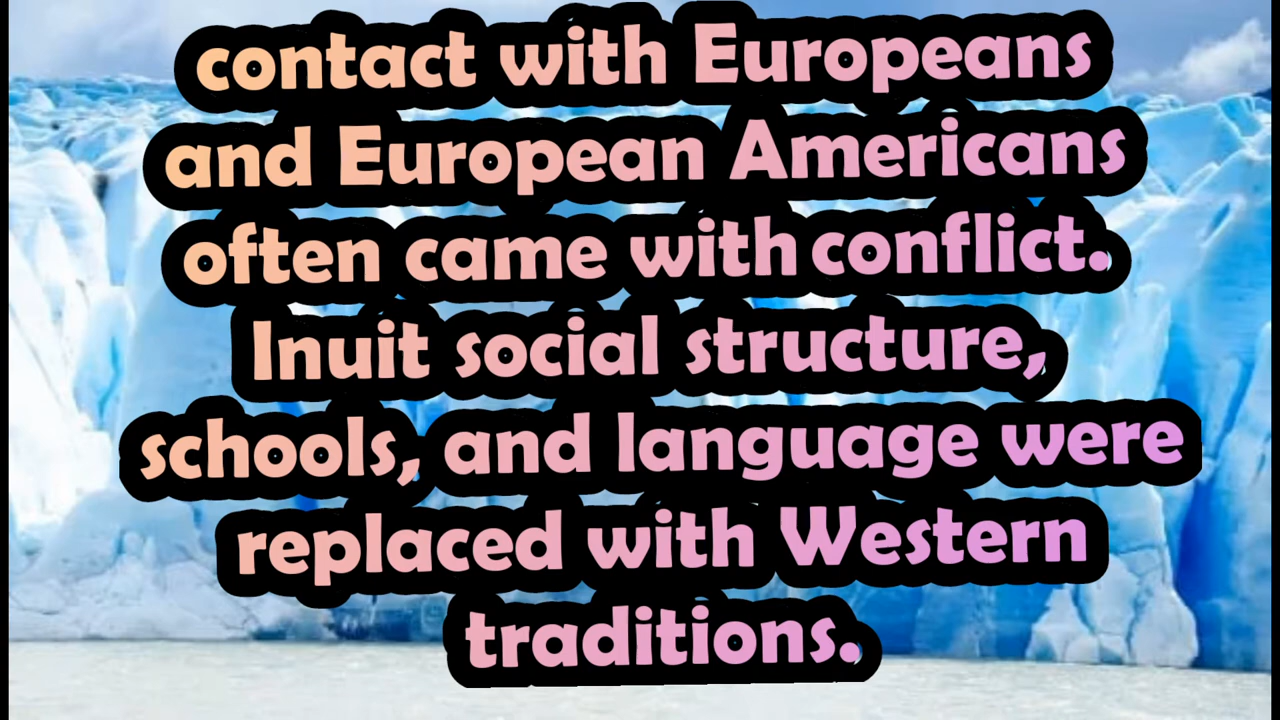 contact with Europeans
and European Americans
often came with conflict.
Inuit social structure,
schools, and language were
replaced with Western
traditions.